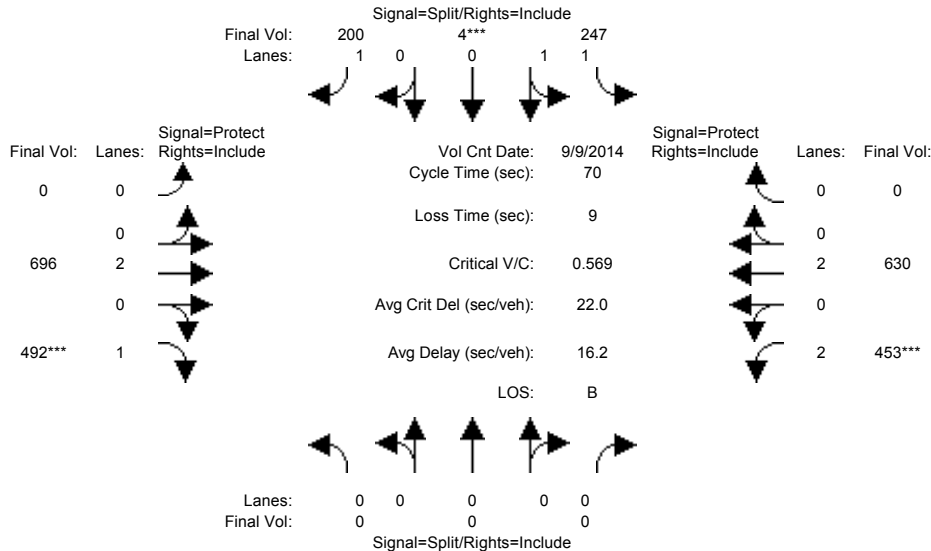 Signal=Split/Rights=Include
Final Vol: 200 4*** 247
Lanes: 1 0 0 1 1
Signal=Protect Signal=Protect
Final Vol: Lanes: Rights=Include Vol Cnt Date: 9/9/2014 Rights=Include Lanes: Final Vol:
Cycle Time (sec): 70
0 0 0 0
Loss Time (sec): 9
0 0
696 2 Critical V/C: 0.569 2 630
0 Avg Crit Del (sec/veh): 22.0 0
492*** 1 Avg Delay (sec/veh): 16.2 2 453***
LOS: B
Lanes: 0 0 0 0 0
Final Vol: 0 0 0
Signal=Split/Rights=Include